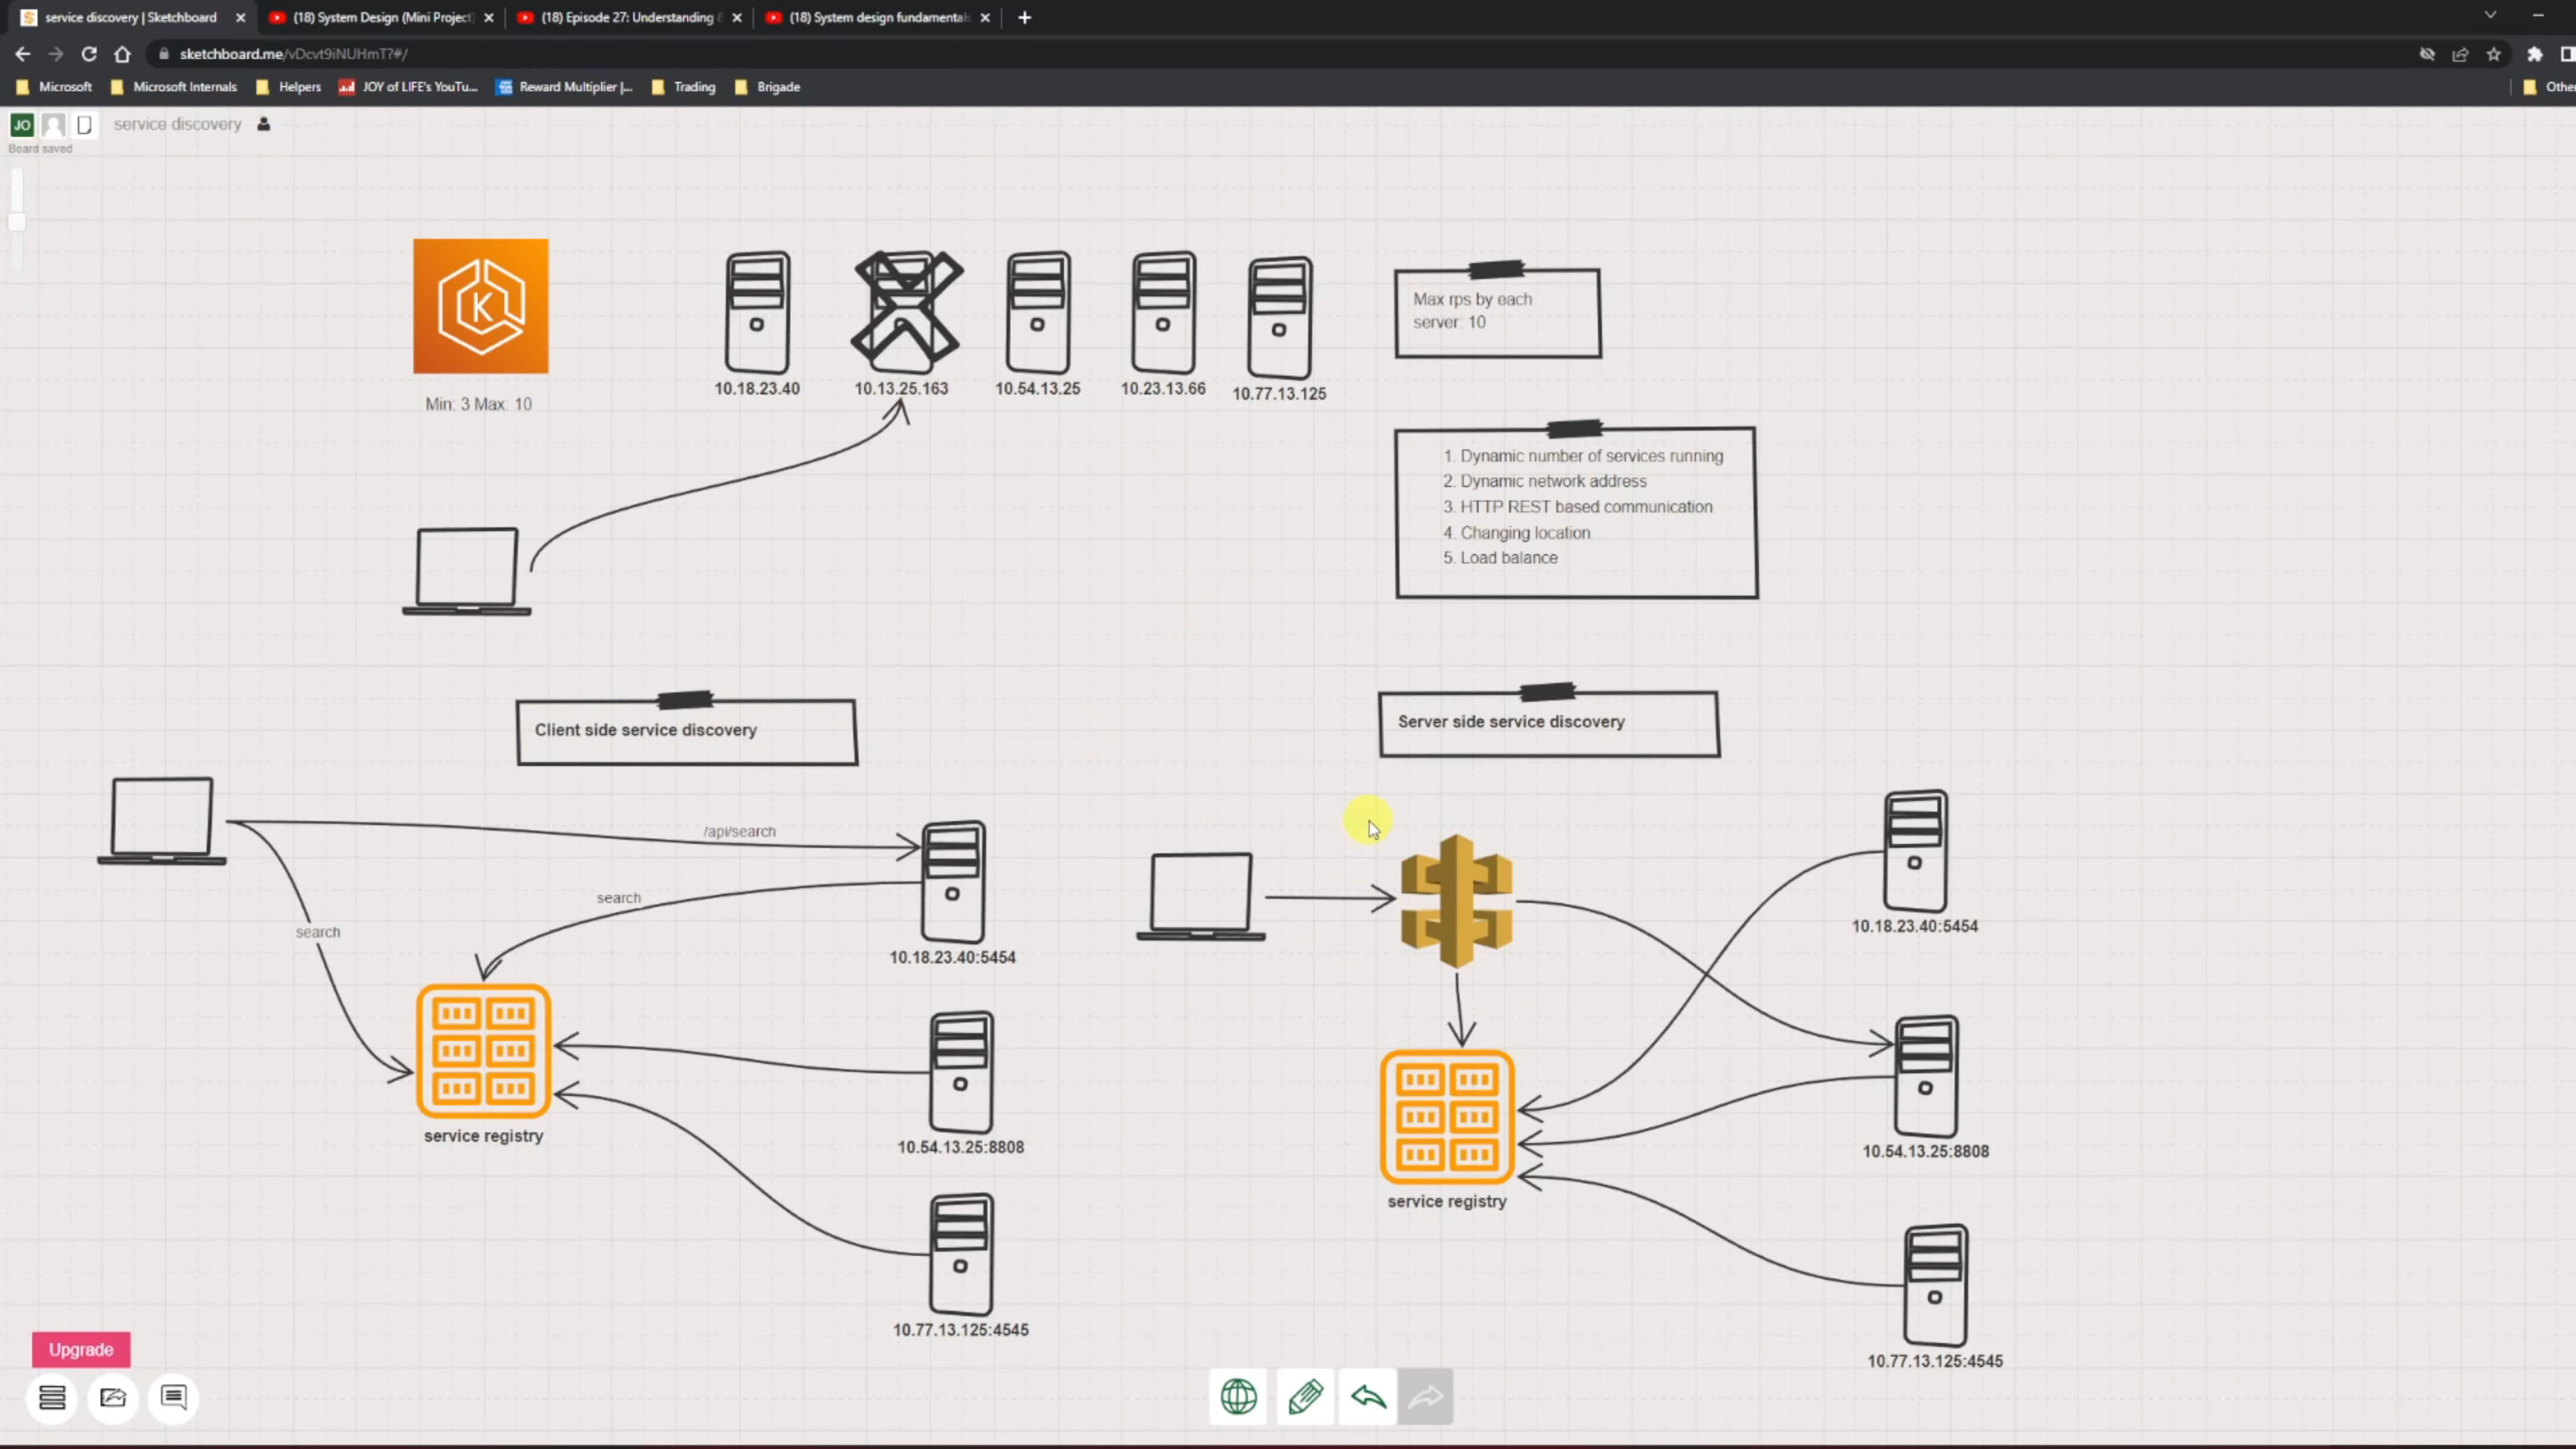 service discovery | Sketchboard
(18) System Design (Mini Project)
(18) Episode 27: Understanding
(18) System design fundamentals
sketchboard.me/vDcvt9iNUHmT?#/
Microsoft
Microsoft Internals
Helpers
JOY of LIFE's YouTu...
Reward Multiplier |...
Trading
Brigade
Other
JO
service discovery
Board saved
K
Min: 3 Max: 10
10.18.23.40
10.13.25.163
10.54.13.25
10.23.13.66
10.77.13.125
Max rps by each
server: 10
1. Dynamic number of services running
2. Dynamic network address
3. HTTP REST based communication
4. Changing location
5. Load balance
Client side service discovery
/api/search
search
search
10.18.23.40:5454
service registry
10.54.13.25:8808
10.77.13.125:4545
Server side service discovery
10.18.23.40:5454
10.54.13.25:8808
service registry
10.77.13.125:4545
Upgrade